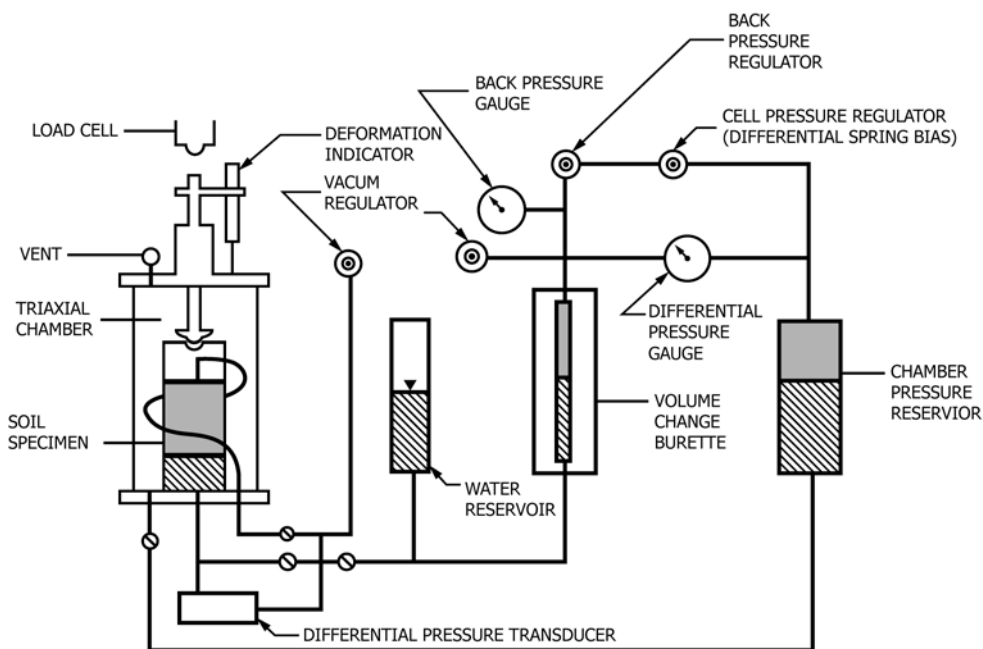 BACK
PRESSURE
REGULATOR
BACK PRESSURE
GAUGE
CELL PRESSURE REGULATOR
(DIFFERENTIAL SPRING BIAS)
LOAD CELL
DEFORMATION
INDICATOR
VACUM
REGULATOR
VENT
TRIAXIAL
CHAMBER
DIFFERENTIAL
PRESSURE
GAUGE
CHAMBER
PRESSURE
RESERVIOR
VOLUME
CHANGE
BURETTE
SOIL
SPECIMEN
WATER
RESERVOIR
DIFFERENTIAL PRESSURE TRANSDUCER